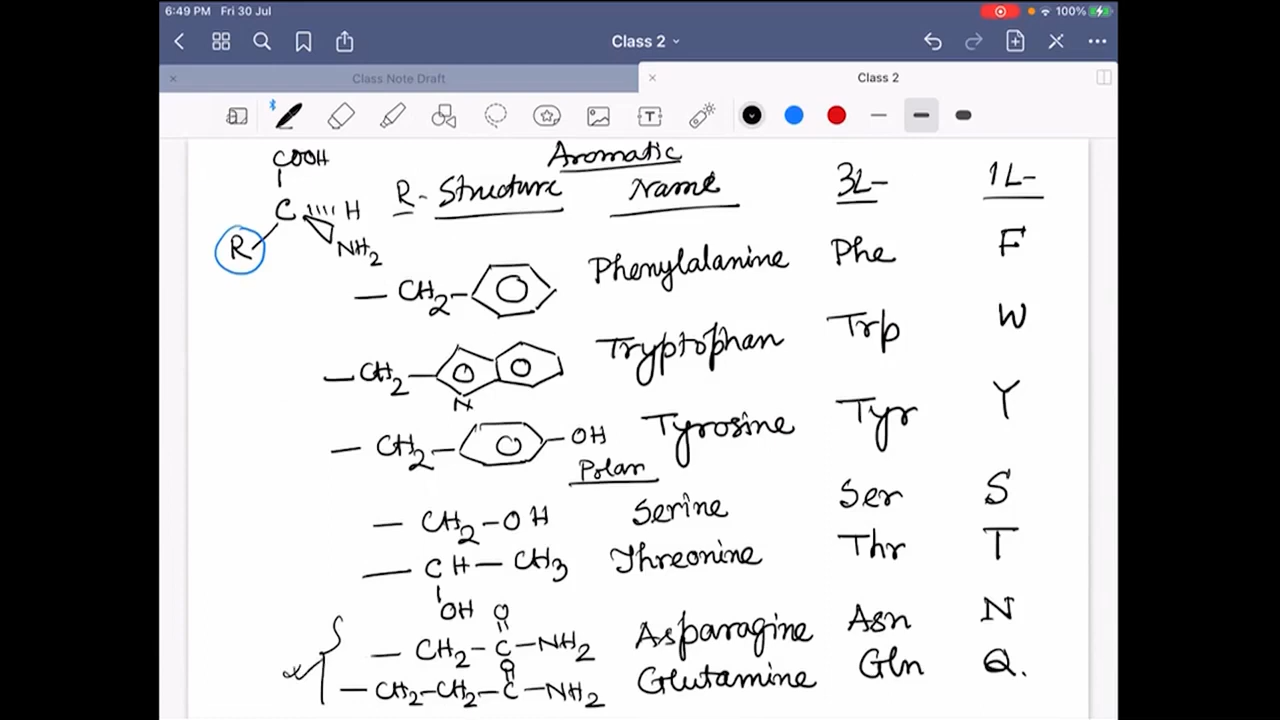 6:49 PM Fri 30 Jul 100%
Class 2
Class Note Draft
Class 2
COOH
C H
R NH2
Aromatic
R - Structure Name 3L- 1L-
— CH2 — Phenylalanine Phe F
— CH2 — N Tryptophan Trp W
— CH2 — — OH Tyrosine Tyr Y
Polar
— CH2 — OH Serine Ser S
— CH — CH3 Threonine Thr T
OH
O
— CH2 — C — NH2 Asparagine Asn N
O
— CH2 — CH2 — C — NH2 Glutamine Gln Q.